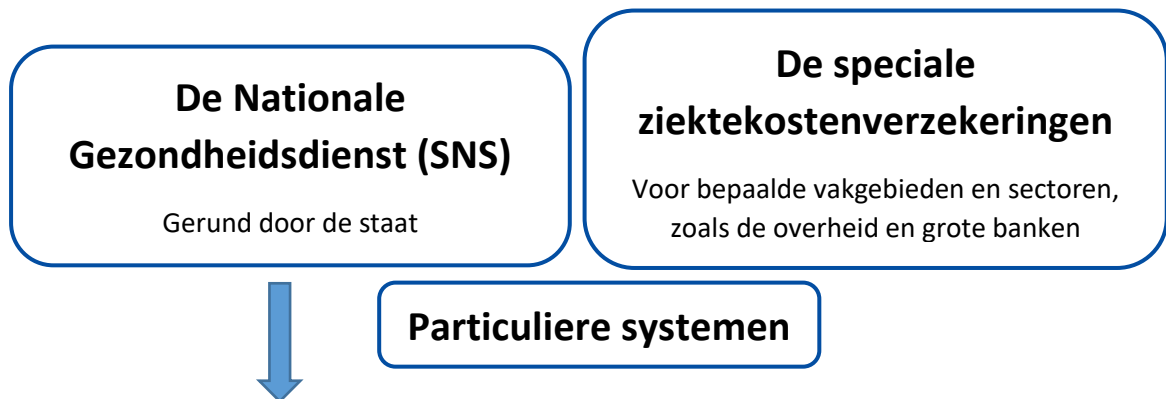 De Nationale
Gezondheidsdienst (SNS)
Gerund door de staat
De speciale
ziektekostenverzekeringen
Voor bepaalde vakgebieden en sectoren,
zoals de overheid en grote banken
Particuliere systemen